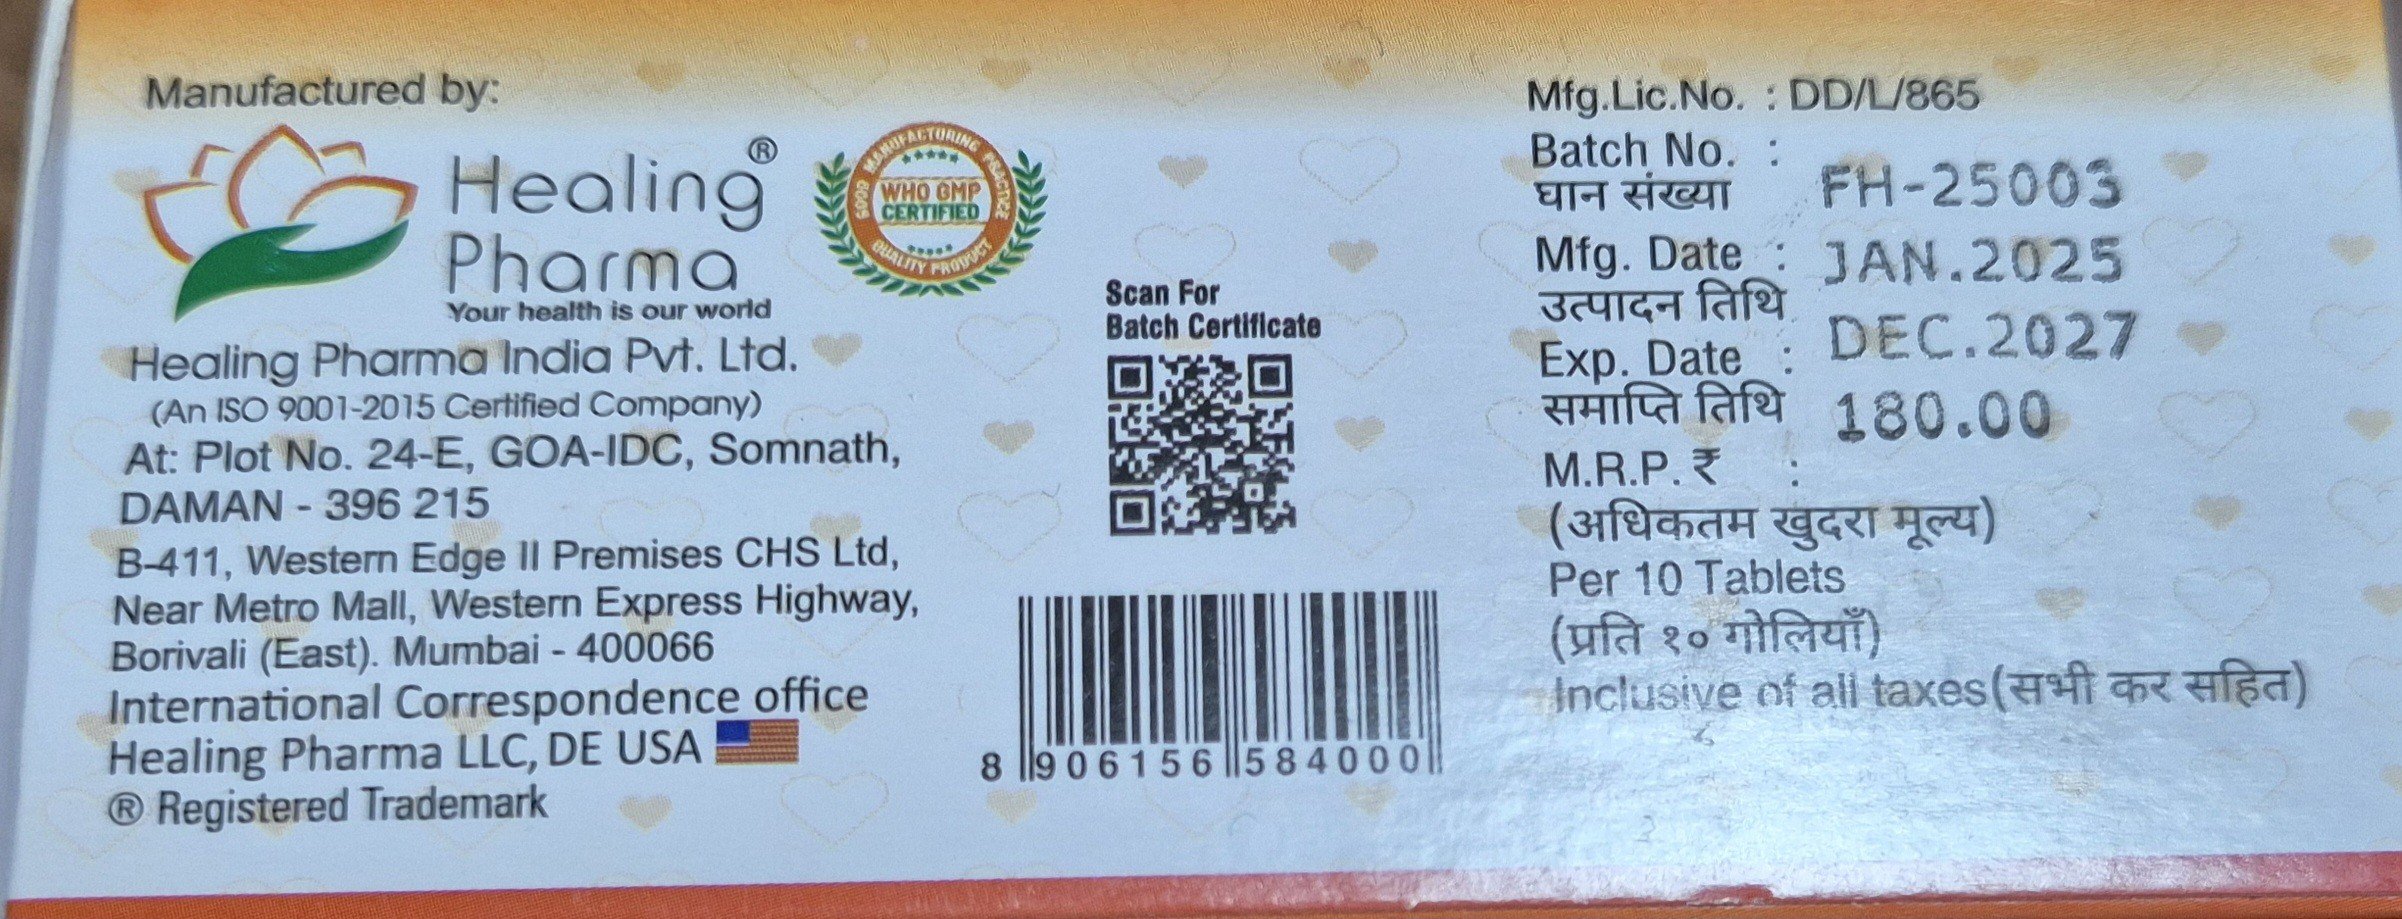 Manufactured by:
Healing®
Pharma
Your health is our world
GOOD MANUFACTURING PRACTICE
WHO GMP
CERTIFIED
QUALITY PRODUCT
Healing Pharma India Pvt. Ltd.
(An ISO 9001-2015 Certified Company)
At: Plot No. 24-E, GOA-IDC, Somnath,
DAMAN - 396 215
B-411, Western Edge II Premises CHS Ltd,
Near Metro Mall, Western Express Highway,
Borivali (East). Mumbai - 400066
International Correspondence office
Healing Pharma LLC, DE USA
® Registered Trademark
Scan For
Batch Certificate
8 906156 584000
Mfg.Lic.No. : DD/L/865
Batch No. :
घान संख्या FH-25003
Mfg. Date : JAN.2025
उत्पादन तिथि
Exp. Date : DEC.2027
समाप्ति तिथि 180.00
M.R.P. ₹ :
(अधिकतम खुदरा मूल्य)
Per 10 Tablets
(प्रति १० गोलियाँ)
Inclusive of all taxes(सभी कर सहित)